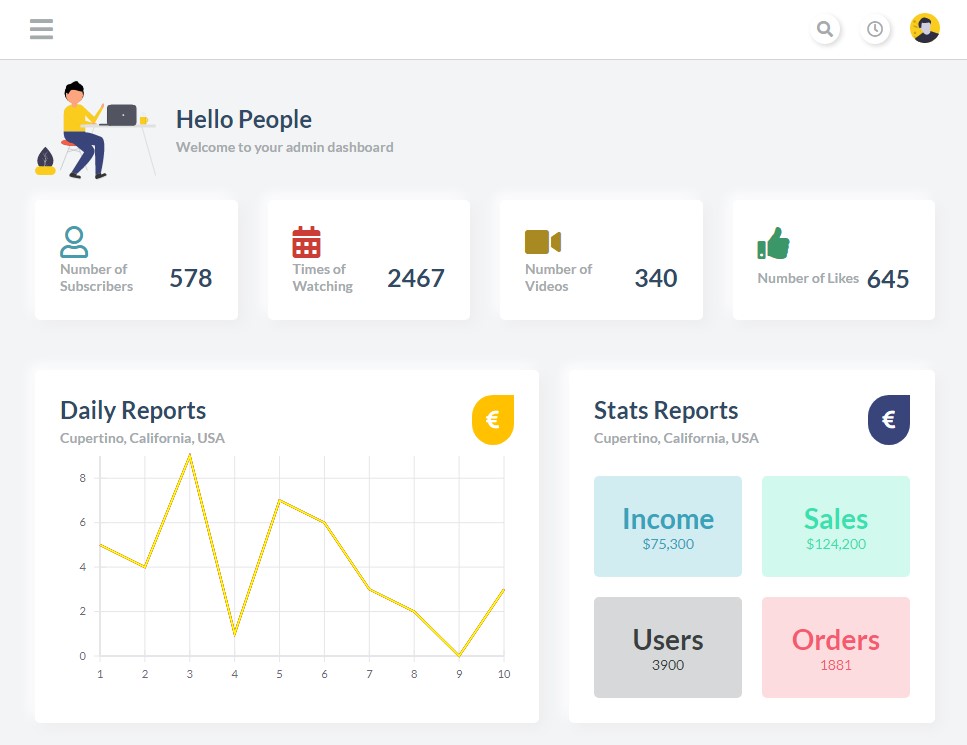 Hello People
Welcome to your admin dashboard
Number of
Subscribers
578
Times of
Watching
2467
Number of
Videos
340
Number of Likes
645
Daily Reports
Cupertino, California, USA
€
8
6
4
2
0
1 2 3 4 5 6 7 8 9 10
Stats Reports
Cupertino, California, USA
€
Income
$75,300
Sales
$124,200
Users
3900
Orders
1881